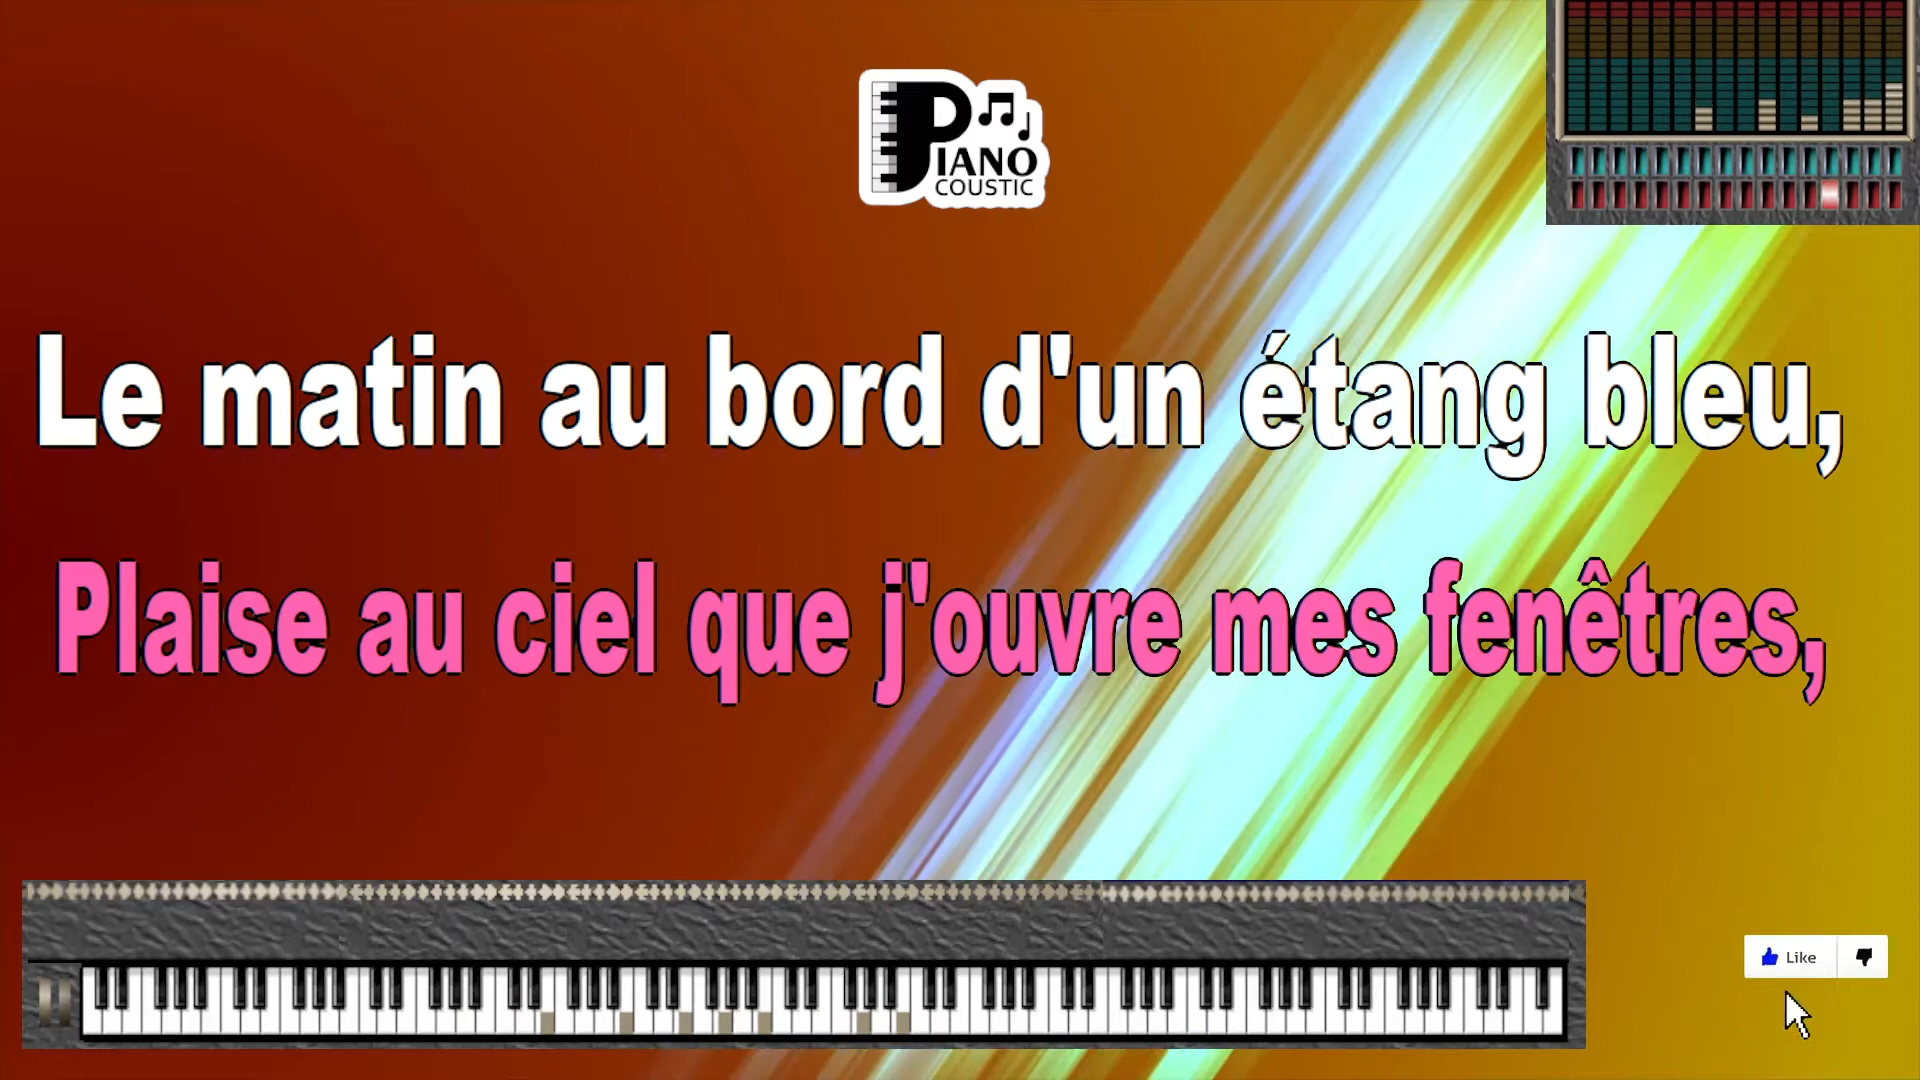 PIANO
COUSTIC
Le matin au bord d'un étang bleu,
Plaise au ciel que j'ouvre mes fenêtres,
Like